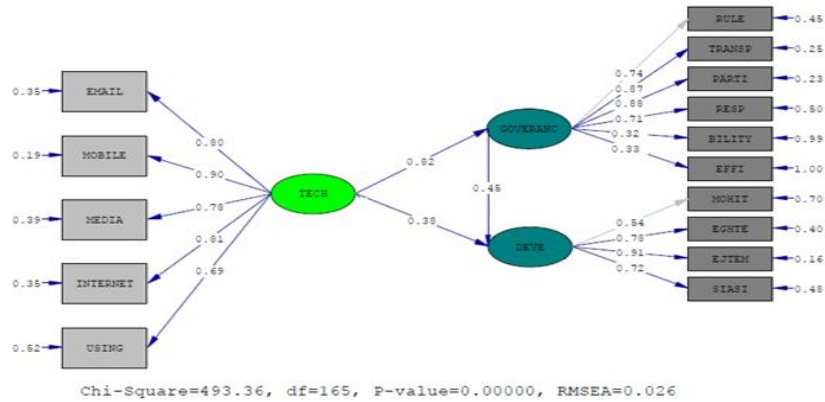 0.35 EMAIL
0.19 MOBILE
0.39 MEDIA
0.35 INTERNET
0.52 USING
0.80
0.90
0.78
0.81
0.69
TECH
0.82
0.38
GOVERANC
0.45
DEVE
0.74
0.87
0.88
0.71
0.32
0.33
0.54
0.78
0.91
0.72
RULE 0.45
TRANSP 0.25
PARTI 0.23
RESP 0.50
BILITY 0.99
EFFI 1.00
MOHIT 0.70
EGHTE 0.40
EJTEM 0.16
SIASI 0.48
Chi-Square=493.36, df=165, P-value=0.00000, RMSEA=0.026